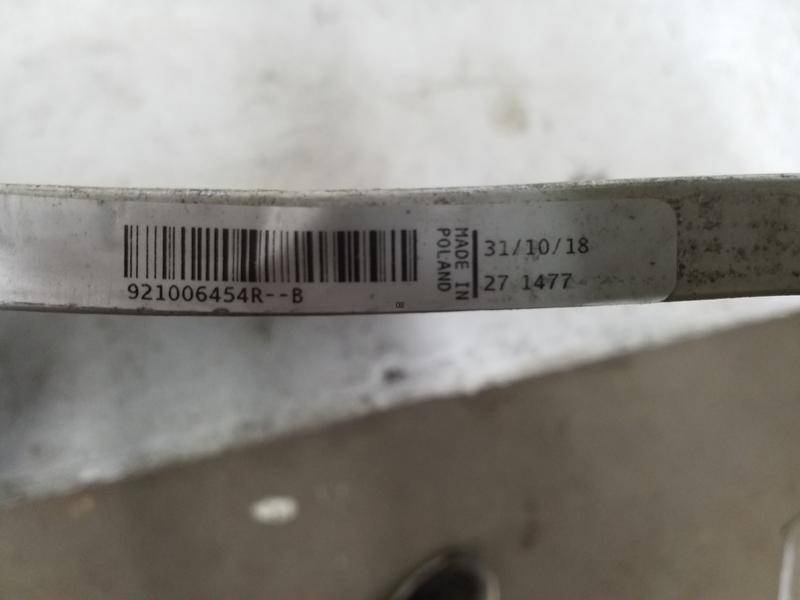 921006454R--B
MADE IN
POLAND
31/10/18
27 1477